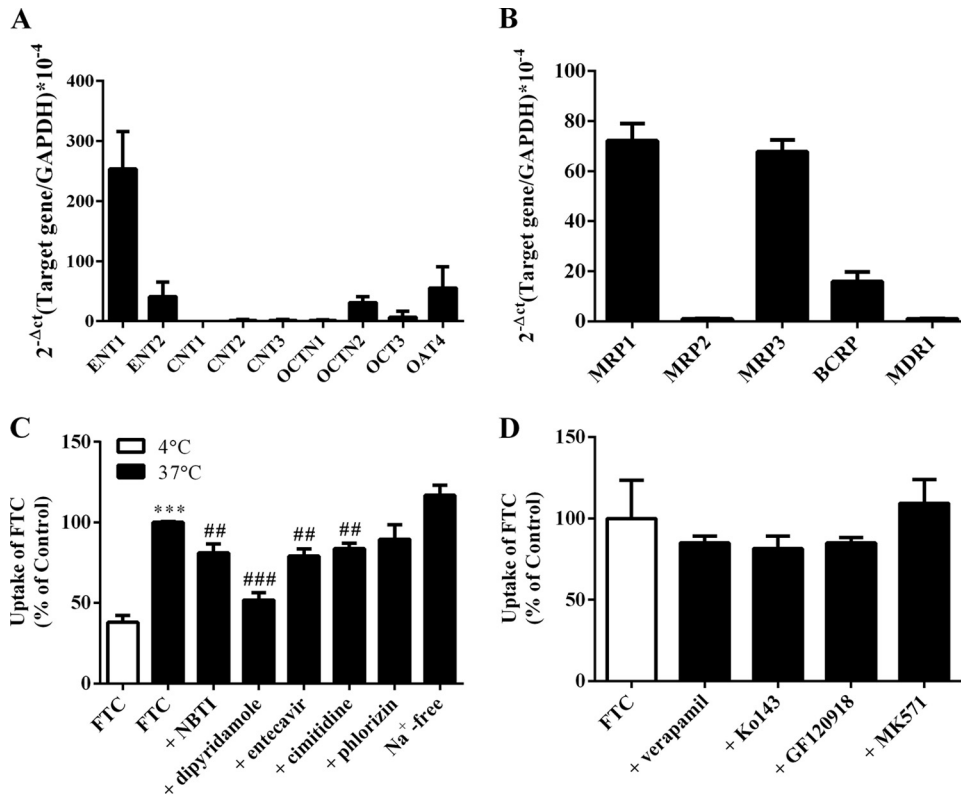 A
2-Δct(Target gene/GAPDH)*10-4
400
300
200
100
0
ENT1
ENT2
CNT1
CNT2
CNT3
OCTN1
OCTN2
OCT3
OAT4
B
2-Δct(Target gene/GAPDH)*10-4
100
80
60
40
20
0
MRP1
MRP2
MRP3
BCRP
MDR1
C
Uptake of FTC
(% of Control)
150
100
50
0
4°C
37°C
***
##
###
##
##
FTC
FTC
+ NBTI
+ dipyridamole
+ entecavir
+ cimitidine
+ phlorizin
Na+-free
D
Uptake of FTC
(% of Control)
150
100
50
0
FTC
+ verapamil
+ Ko143
+ GF120918
+ MK571